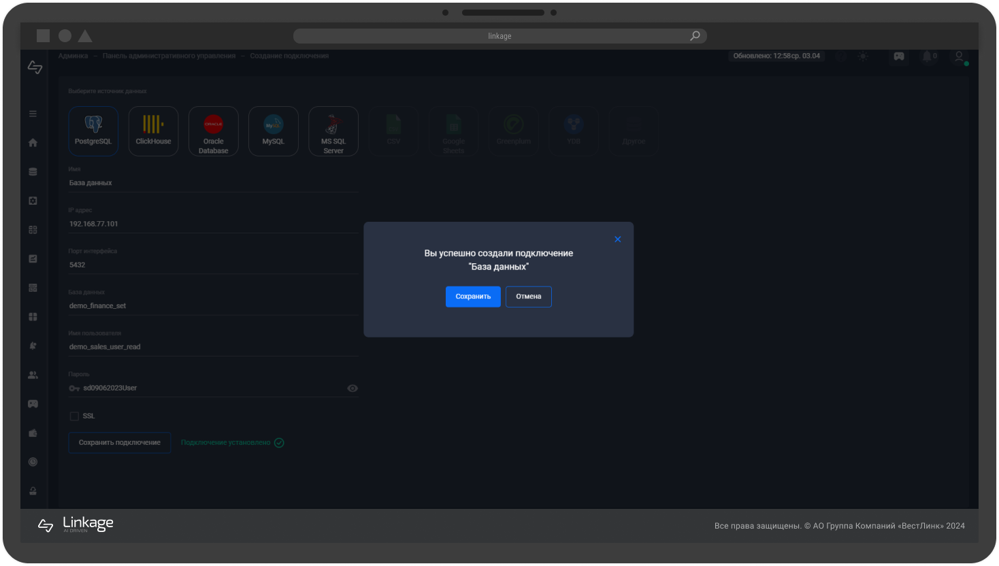 linkage
Админка – Панель административного управления – Создание подключения
Обновлено: 12:58 ср. 03.04
0
Выберите источник данных
PostgreSQL
ClickHouse
ORACLE
Oracle
Database
MySQL
MySQL
MS SQL
Server
CSV
Google
Sheets
Greenplum
YDB
Другое
Имя
База данных
IP адрес
192.168.77.101
Порт интерфейса
5432
База данных
demo_finance_set
Имя пользователя
demo_sales_user_read
Пароль
sd09062023User
SSL
Сохранить подключение
Подключение установлено
Вы успешно создали подключение
"База данных"
Сохранить
Отмена
Linkage
AI DRIVEN
Все права защищены. © АО Группа Компаний «ВестЛинк» 2024